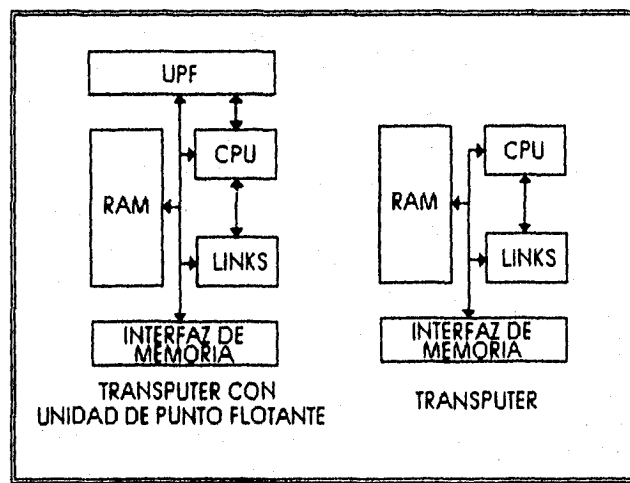 UPF
CPU
RAM
LINKS
INTERFAZ DE
MEMORIA
TRANSPUTER CON
UNIDAD DE PUNTO FLOTANTE
CPU
RAM
LINKS
INTERFAZ DE
MEMORIA
TRANSPUTER